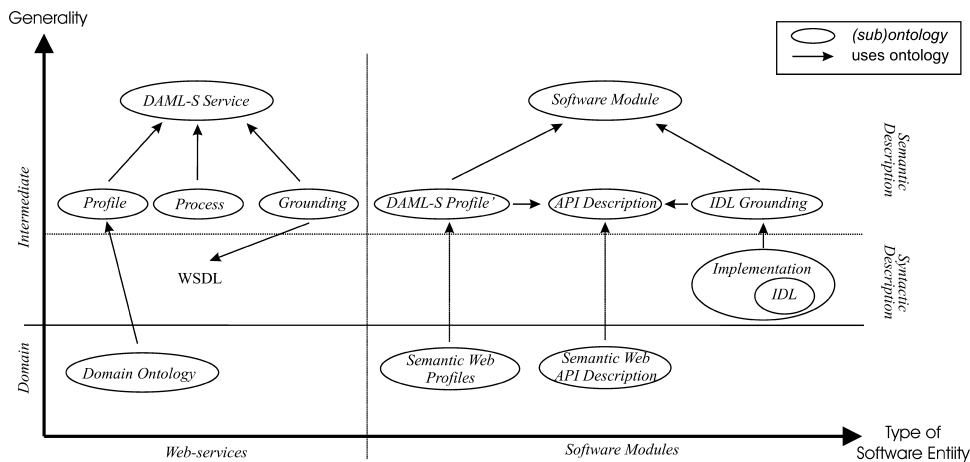 Generality
(sub)ontology
uses ontology
DAML-S Service
Software Module
Semantic
Description
Intermediate
Profile
Process
Grounding
DAML-S Profile'
API Description
IDL Grounding
WSDL
Implementation
IDL
Syntactic
Description
Domain
Domain Ontology
Semantic Web
Profiles
Semantic Web
API Description
Web-services
Software Modules
Type of
Software Entiity